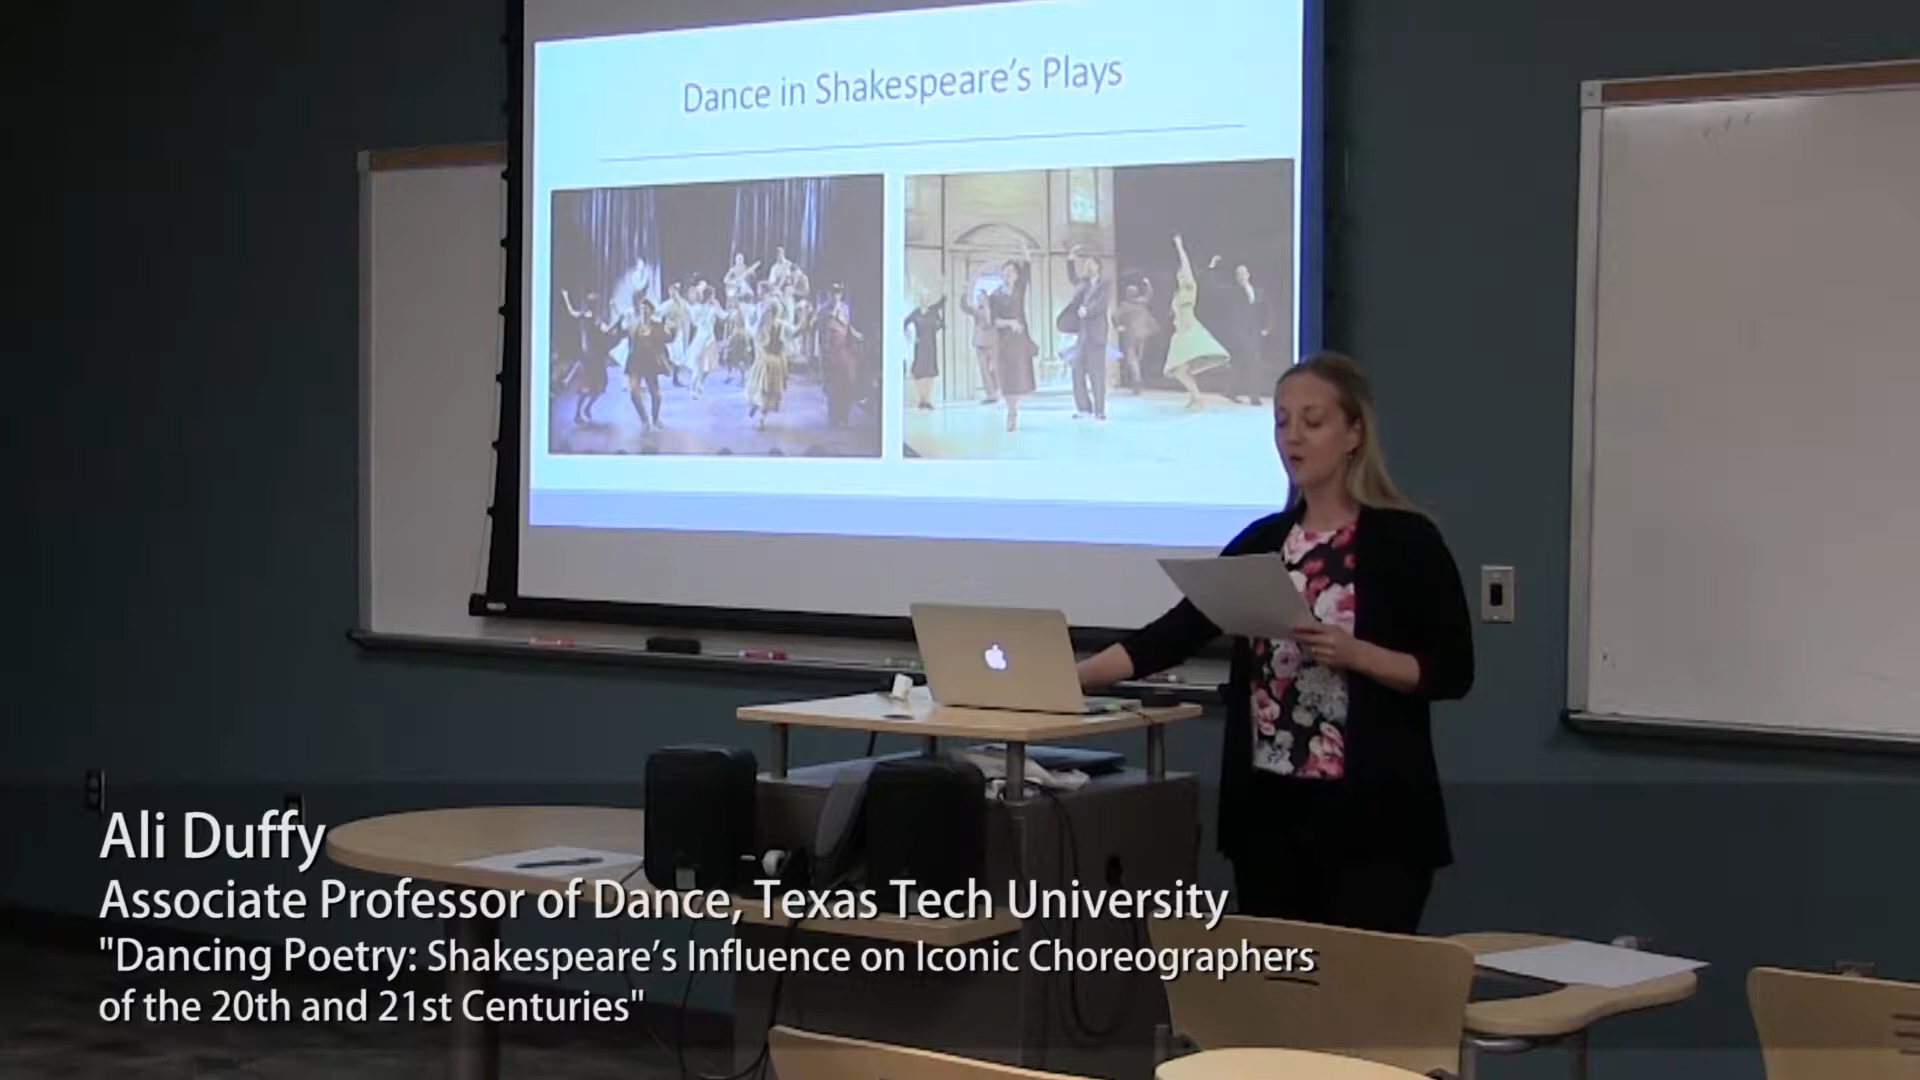 Dance in Shakespeare's Plays
Ali Duffy
Associate Professor of Dance, Texas Tech University
"Dancing Poetry: Shakespeare's Influence on Iconic Choreographers
of the 20th and 21st Centuries"